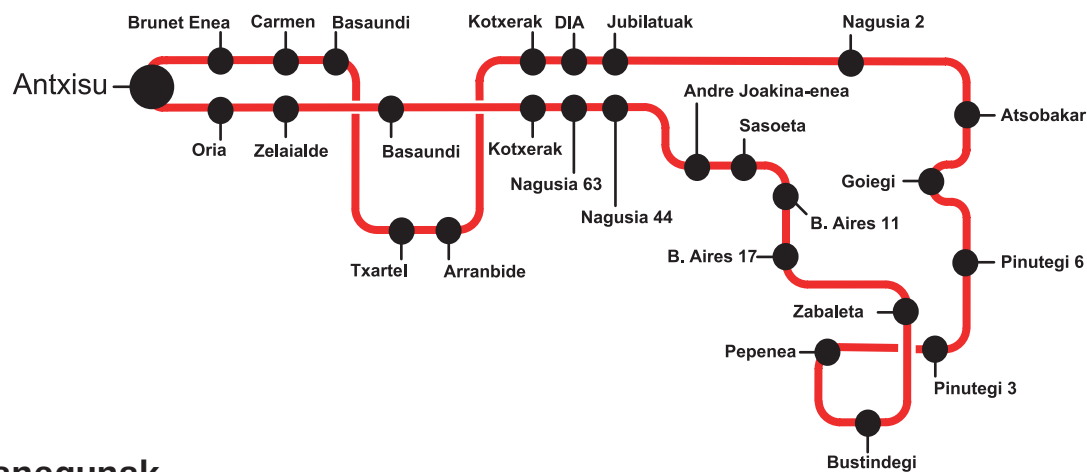 Brunet Enea
Carmen
Basaundi
Kotxerak
DIA
Jubilatuak
Nagusia 2
Antxisu
Andre Joakina-enea
Atsobakar
Sasoeta
Oria
Zelaialde
Basaundi
Kotxerak
Nagusia 63
Goiegi
Nagusia 44
B. Aires 11
B. Aires 17
Pinutegi 6
Txartel
Arranbide
Zabaleta
Pepenea
Pinutegi 3
Bustindegi